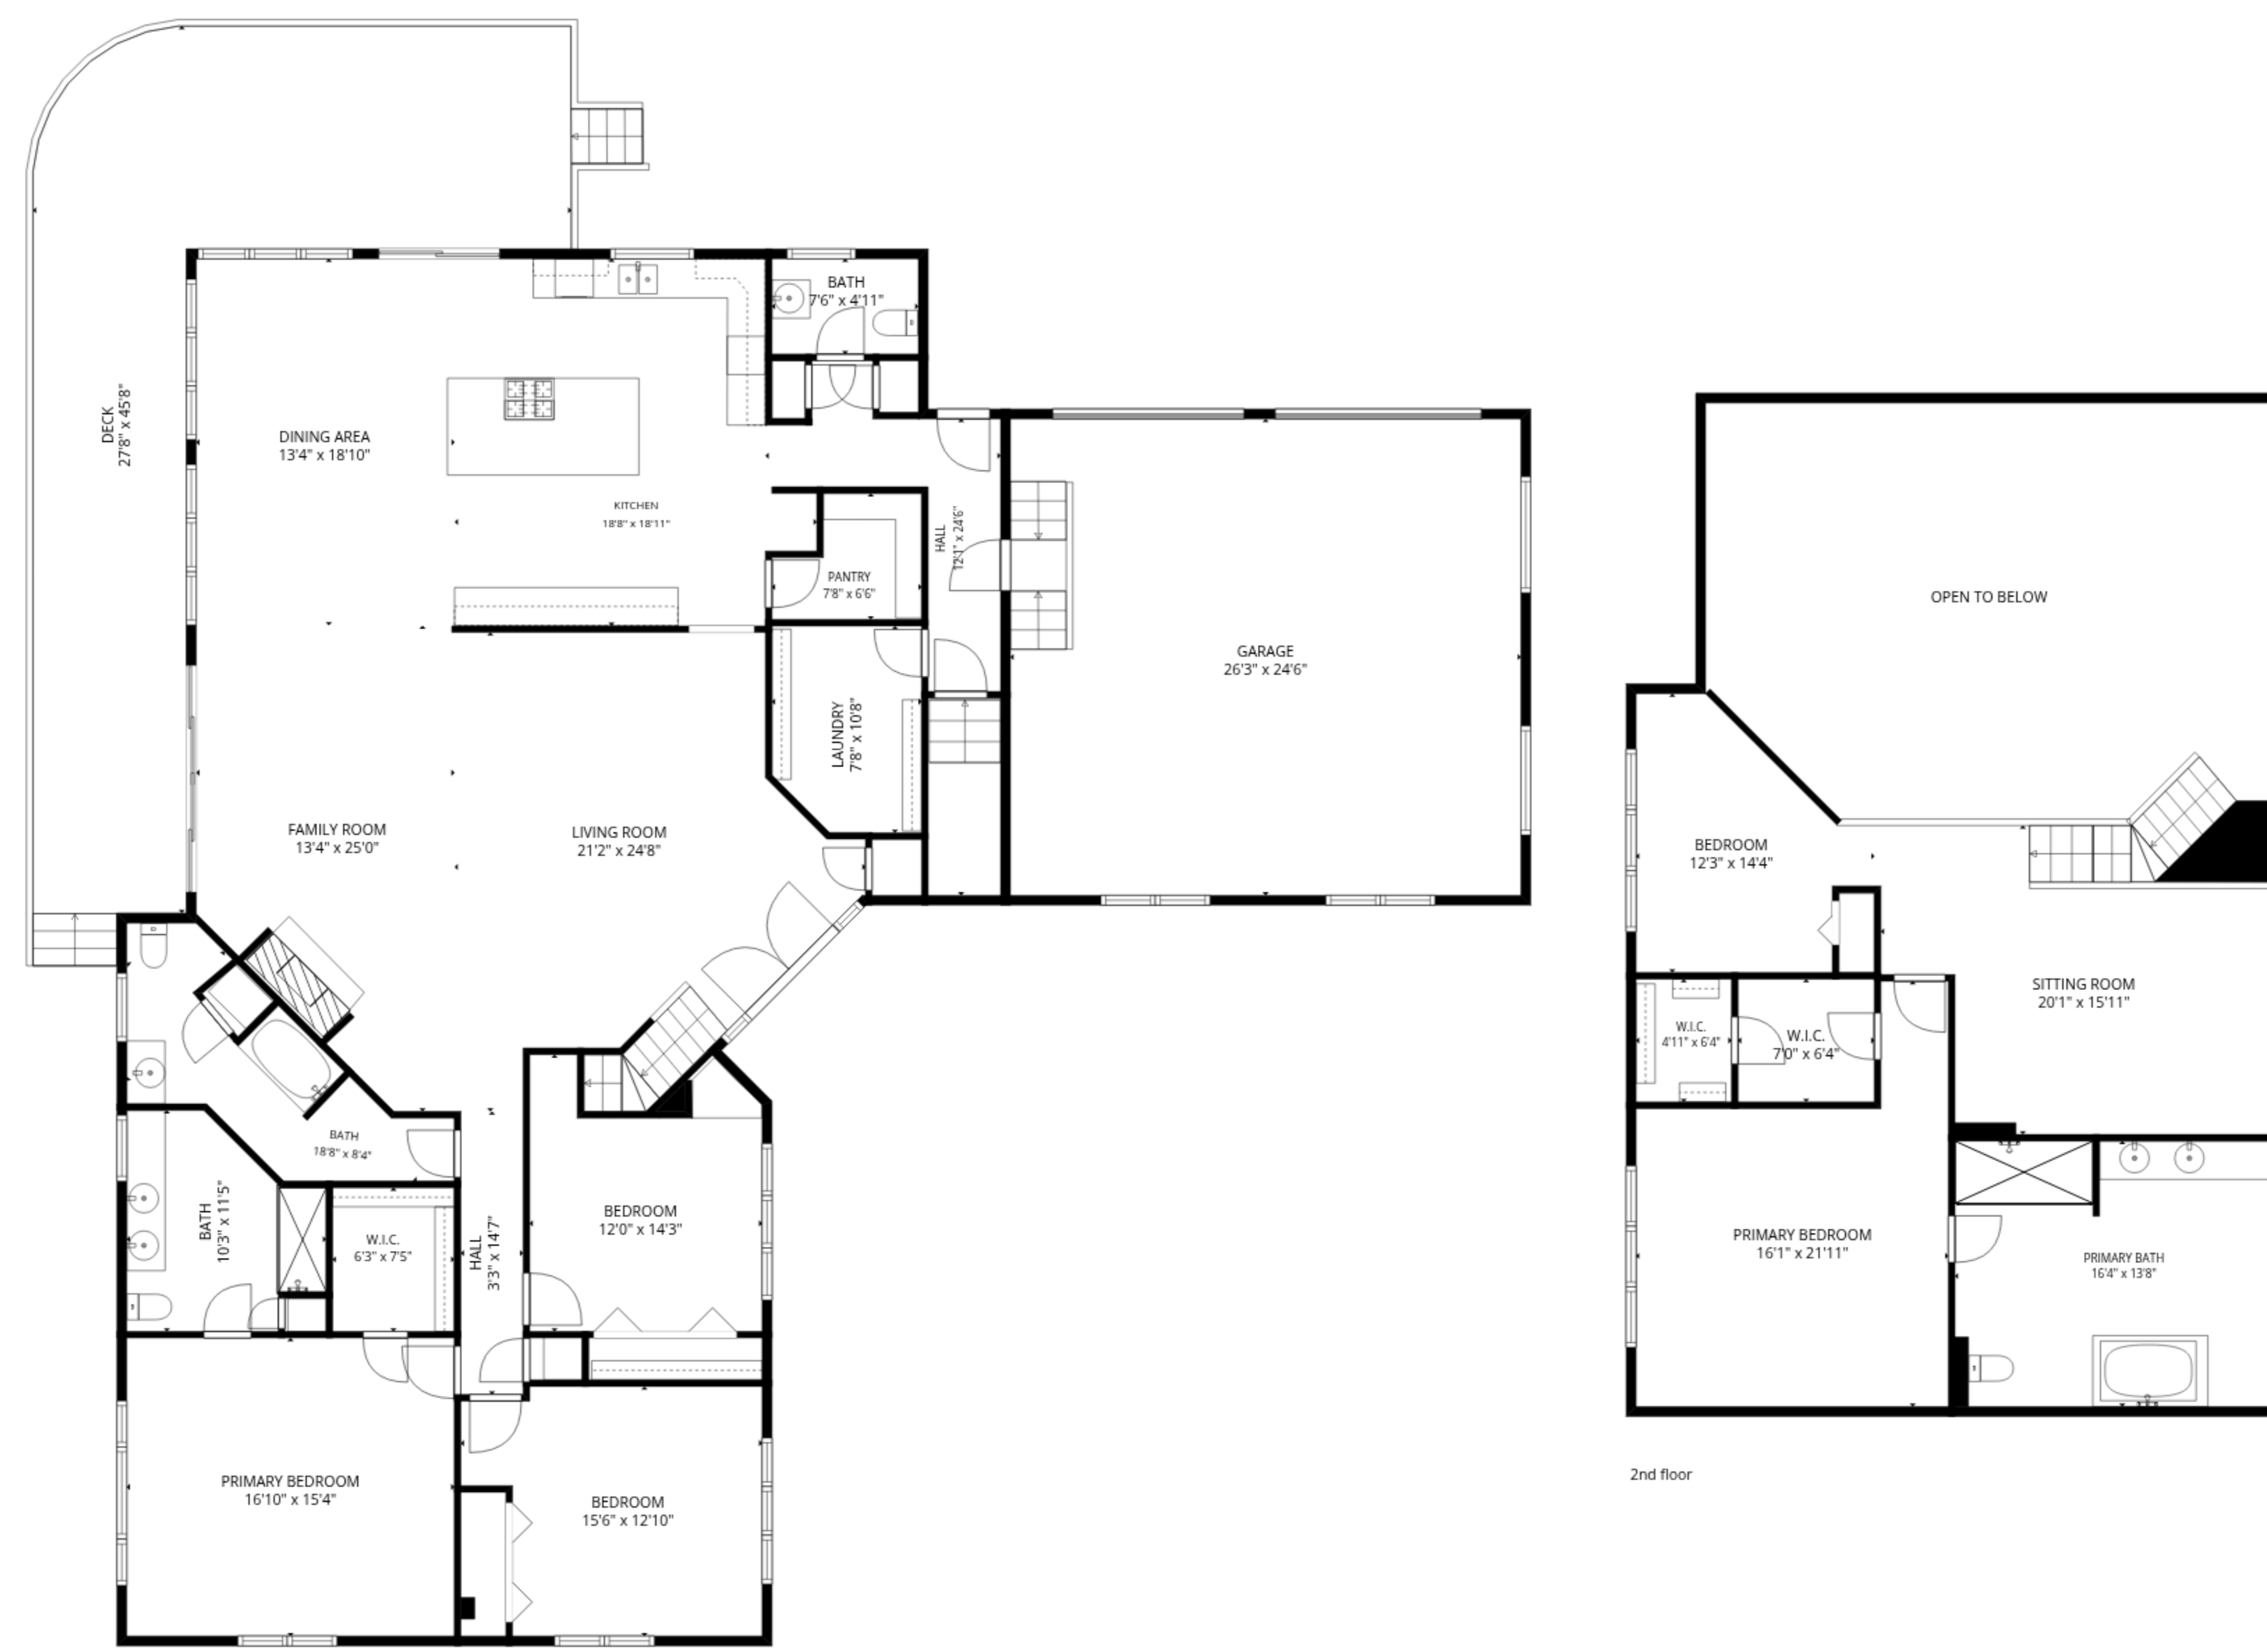 BATH
7'6" x 4'11"
DECK
27'8" x 45'8"
DINING AREA
13'4" x 18'10"
KITCHEN
18'8" x 18'11"
HALL
12'1" x 24'6"
PANTRY
7'8" x 6'6"
GARAGE
26'3" x 24'6"
LAUNDRY
7'8" x 10'8"
FAMILY ROOM
13'4" x 25'0"
LIVING ROOM
21'2" x 24'8"
BATH
18'8" x 8'4"
BATH
10'3" x 11'5"
W.I.C.
6'3" x 7'5"
HALL
3'3" x 14'7"
BEDROOM
12'0" x 14'3"
PRIMARY BEDROOM
16'10" x 15'4"
BEDROOM
15'6" x 12'10"
OPEN TO BELOW
BEDROOM
12'3" x 14'4"
SITTING ROOM
20'1" x 15'11"
W.I.C.
4'11" x 6'4"
W.I.C.
7'0" x 6'4"
PRIMARY BEDROOM
16'1" x 21'11"
PRIMARY BATH
16'4" x 13'8"
2nd floor